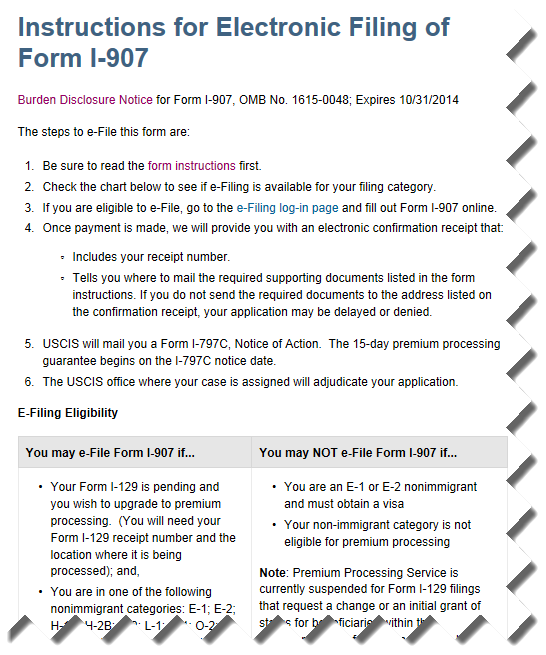 Instructions for Electronic Filing of
Form I-907
Burden Disclosure Notice for Form I-907, OMB No. 1615-0048; Expires 10/31/2014
The steps to e-File this form are:
1. Be sure to read the form instructions first.
2. Check the chart below to see if e-Filing is available for your filing category.
3. If you are eligible to e-File, go to the e-Filing log-in page and fill out Form I-907 online.
4. Once payment is made, we will provide you with an electronic confirmation receipt that:
◦ Includes your receipt number.
◦ Tells you where to mail the required supporting documents listed in the form
instructions. If you do not send the required documents to the address listed on
the confirmation receipt, your application may be delayed or denied.
5. USCIS will mail you a Form I-797C, Notice of Action.  The 15-day premium processing
guarantee begins on the I-797C notice date.
6. The USCIS office where your case is assigned will adjudicate your application.
E-Filing Eligibility
You may e-File Form I-907 if...
• Your Form I-129 is pending and
you wish to upgrade to premium
processing.  (You will need your
Form I-129 receipt number and the
location where it is being
processed); and,
• You are in one of the following
nonimmigrant categories: E-1; E-2;
H-2B; L-1; O-2;
You may NOT e-File Form I-907 if...
• You are an E-1 or E-2 nonimmigrant
and must obtain a visa
• Your non-immigrant category is not
eligible for premium processing
Note: Premium Processing Service is
currently suspended for Form I-129 filings
that request a change or an initial grant of
for within